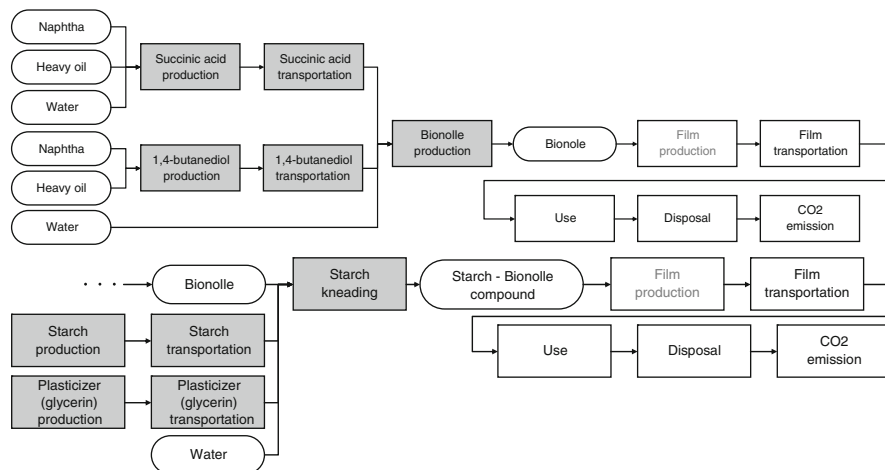 Naphtha
Heavy oil
Water
Succinic acid
production
Succinic acid
transportation
Naphtha
Heavy oil
1,4-butanediol
production
1,4-butanediol
transportation
Water
Bionolle
production
Bionole
Film
production
Film
transportation
Use
Disposal
CO2
emission
. . .
Bionolle
Starch
kneading
Starch - Bionolle
compound
Film
production
Film
transportation
Starch
production
Starch
transportation
Use
Disposal
CO2
emission
Plasticizer
(glycerin)
production
Plasticizer
(glycerin)
transportation
Water